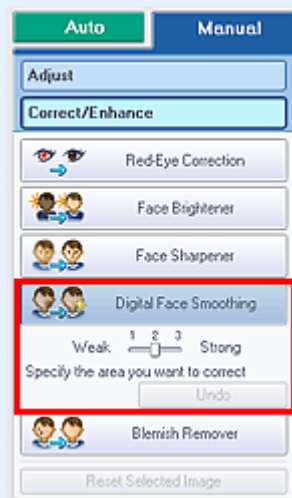 Auto Manual
Adjust
Correct/Enhance
Red-Eye Correction
Face Brightener
Face Sharpener
Digital Face Smoothing
1 2 3
Weak Strong
Specify the area you want to correct
Undo
Blemish Remover
Reset Selected Image